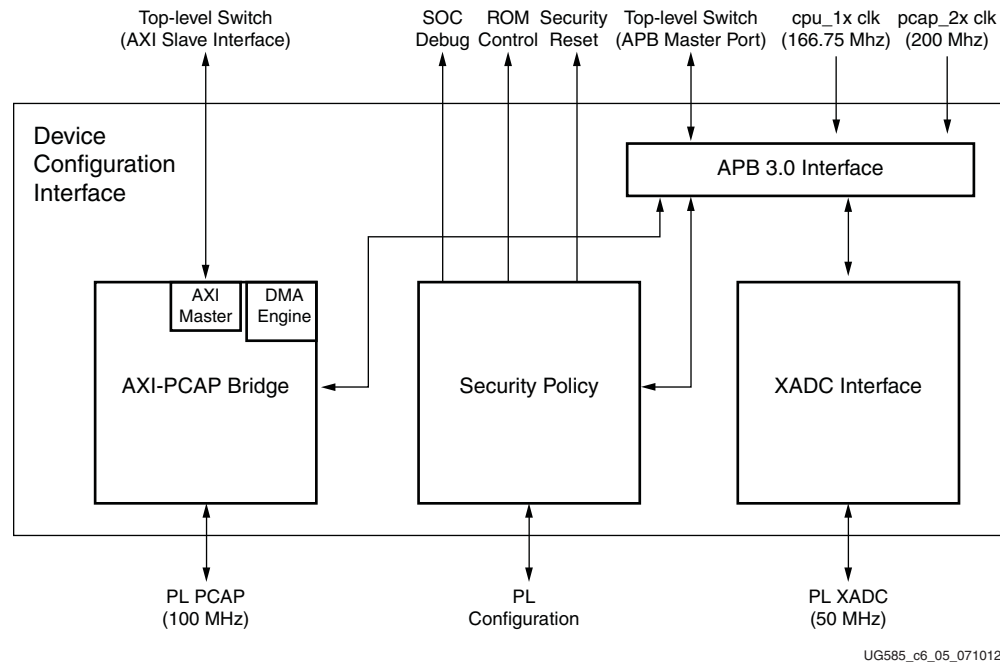 Top-level Switch
(AXI Slave Interface)
SOC
Debug
ROM
Control
Security
Reset
Top-level Switch
(APB Master Port)
cpu_1x clk
(166.75 Mhz)
pcap_2x clk
(200 Mhz)
Device
Configuration
Interface
APB 3.0 Interface
AXI
Master
DMA
Engine
AXI-PCAP Bridge
Security Policy
XADC Interface
PL PCAP
(100 MHz)
PL
Configuration
PL XADC
(50 MHz)
UG585_c6_05_071012